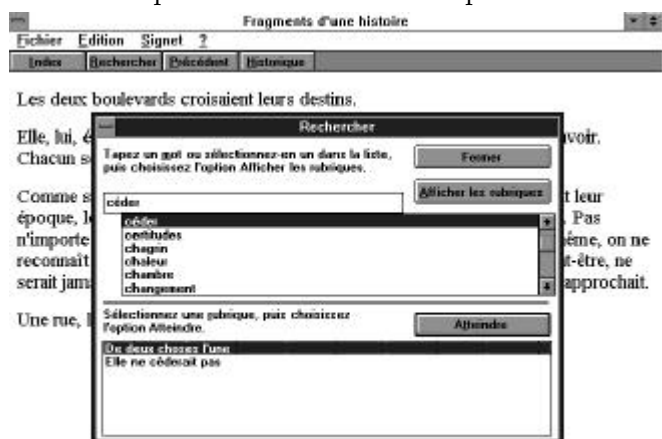 Fragments d'une histoire
Fichier Edition Signet ?
Index Rechercher Précédent Historique
Les deux boulevards croisaient leurs destins.
Rechercher
Elle, lui, voir.
Chacun
Tapez un mot ou sélectionnez-en un dans la liste,
puis choisissez l'option Afficher les rubriques.
Fermer
Afficher les rubriques
Comme leur
céder
époque, Pas
n'importe on ne
reconnaît
serait approchait.
céder
certitudes
chagrin
chaleur
chambre
changement
Une rue,
Sélectionnez une rubrique, puis choisissez
l'option Atteindre.
Atteindre
De deux choses l'une
Elle ne céderait pas